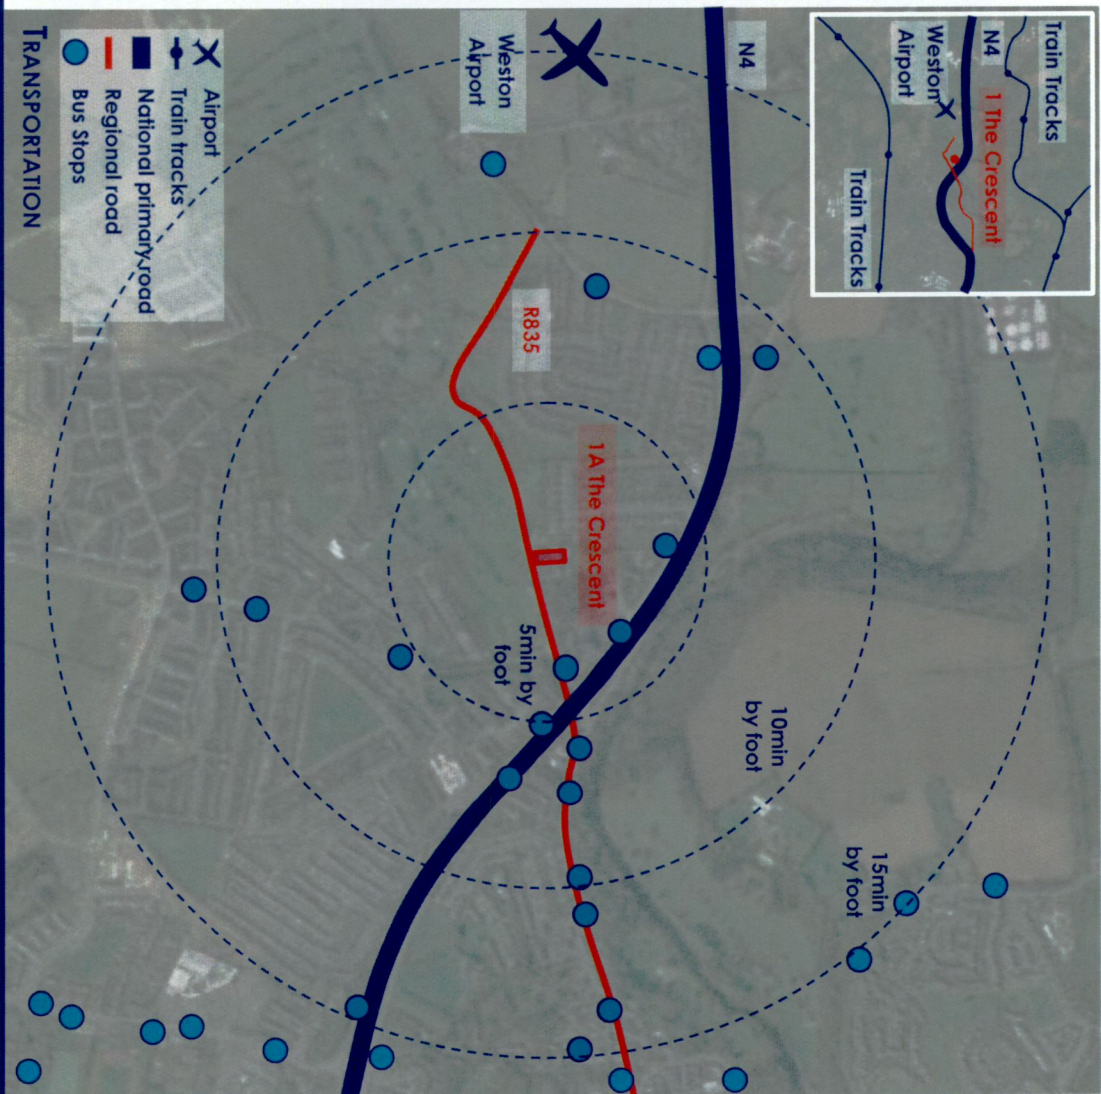 Train Tracks
N4
1 The Crescent
Weston
Airport
Train Tracks
N4
Weston
Airport
R835
1A The Crescent
5min by
foot
10min
by foot
15min
by foot
Airport
Train tracks
National primary road
Regional road
Bus Stops
TRANSPORTATION